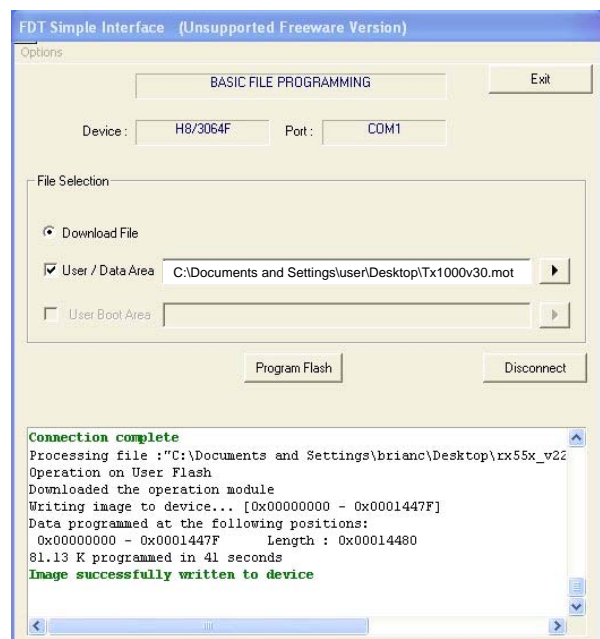 FDT Simple Interface (Unsupported Freeware Version)
Options
BASIC FILE PROGRAMMING
Exit
Device :
H8/3064F
Port :
COM1
File Selection
Download File
User / Data Area
C:\Documents and Settings\user\Desktop\Tx1000v30.mot
User Boot Area
Program Flash
Disconnect
Connection complete
Processing file :"C:\Documents and Settings\brianc\Desktop\rx55x_v22
Operation on User Flash
Downloaded the operation module
Writing image to device... [0x00000000 - 0x0001447F]
Data programmed at the following positions:
0x00000000 - 0x0001447F Length : 0x00014480
81.13 K programmed in 41 seconds
Image successfully written to device